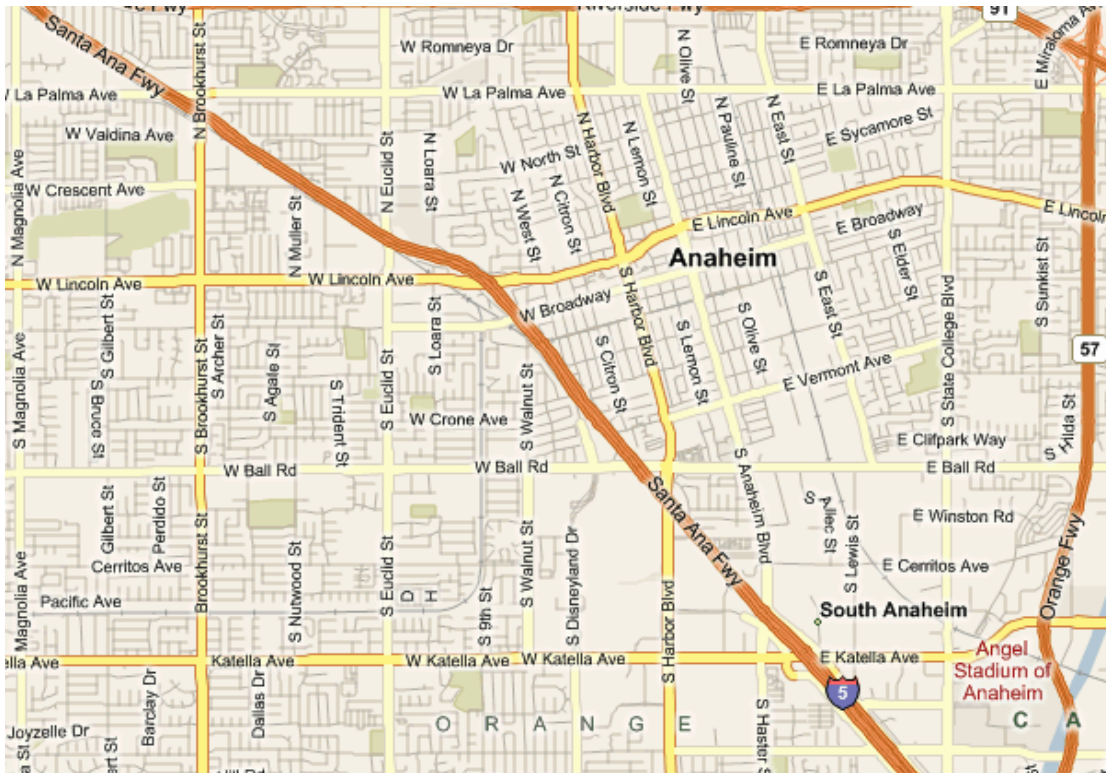 Riverside Fwy
91
Santa Ana Fwy
W Romneya Dr
N Olive St
E Romneya Dr
E Miraloma Ave
W La Palma Ave
W La Palma Ave
E La Palma Ave
N Brookhurst St
W Valdina Ave
N Euclid St
N Loara St
N Harbor Blvd
N Lemon St
N Pauline St
N East St
E Sycamore St
W North St
N Magnolia Ave
W Crescent Ave
N Muller St
N West St
N Citron St
E Lincoln Ave
E Broadway
E Lincoln
S Elder St
Anaheim
W Lincoln Ave
W Lincoln Ave
S Harbor Blvd
W Broadway
S East St
S State College Blvd
S Sunkist St
S Gilbert St
S Archer St
S Loara St
S Olive St
S Lemon St
57
S Magnolia Ave
S Bruce St
S Brookhurst St
S Agate St
S Trident St
S Euclid St
S Citron St
E Vermont Ave
W Crone Ave
S Walnut St
E Clifpark Way
S Hilda St
W Ball Rd
W Ball Rd
E Ball Rd
S Anaheim Blvd
Santa Ana Fwy
Gilbert St
Perdido St
S Allec St
S Lewis St
E Winston Rd
Magnolia Ave
Cerritos Ave
Brookhurst St
S Nutwood St
S Euclid St
S Walnut St
S Disneyland Dr
E Cerritos Ave
Orange Fwy
Pacific Ave
D H
S 9th St
S Harbor Blvd
South Anaheim
ella Ave
Katella Ave
W Katella Ave
W Katella Ave
E Katella Ave
Angel
Stadium of
Anaheim
5
Barclay Dr
Dallas Dr
Joyzelle Dr
ORANGE
S Haster St
C A